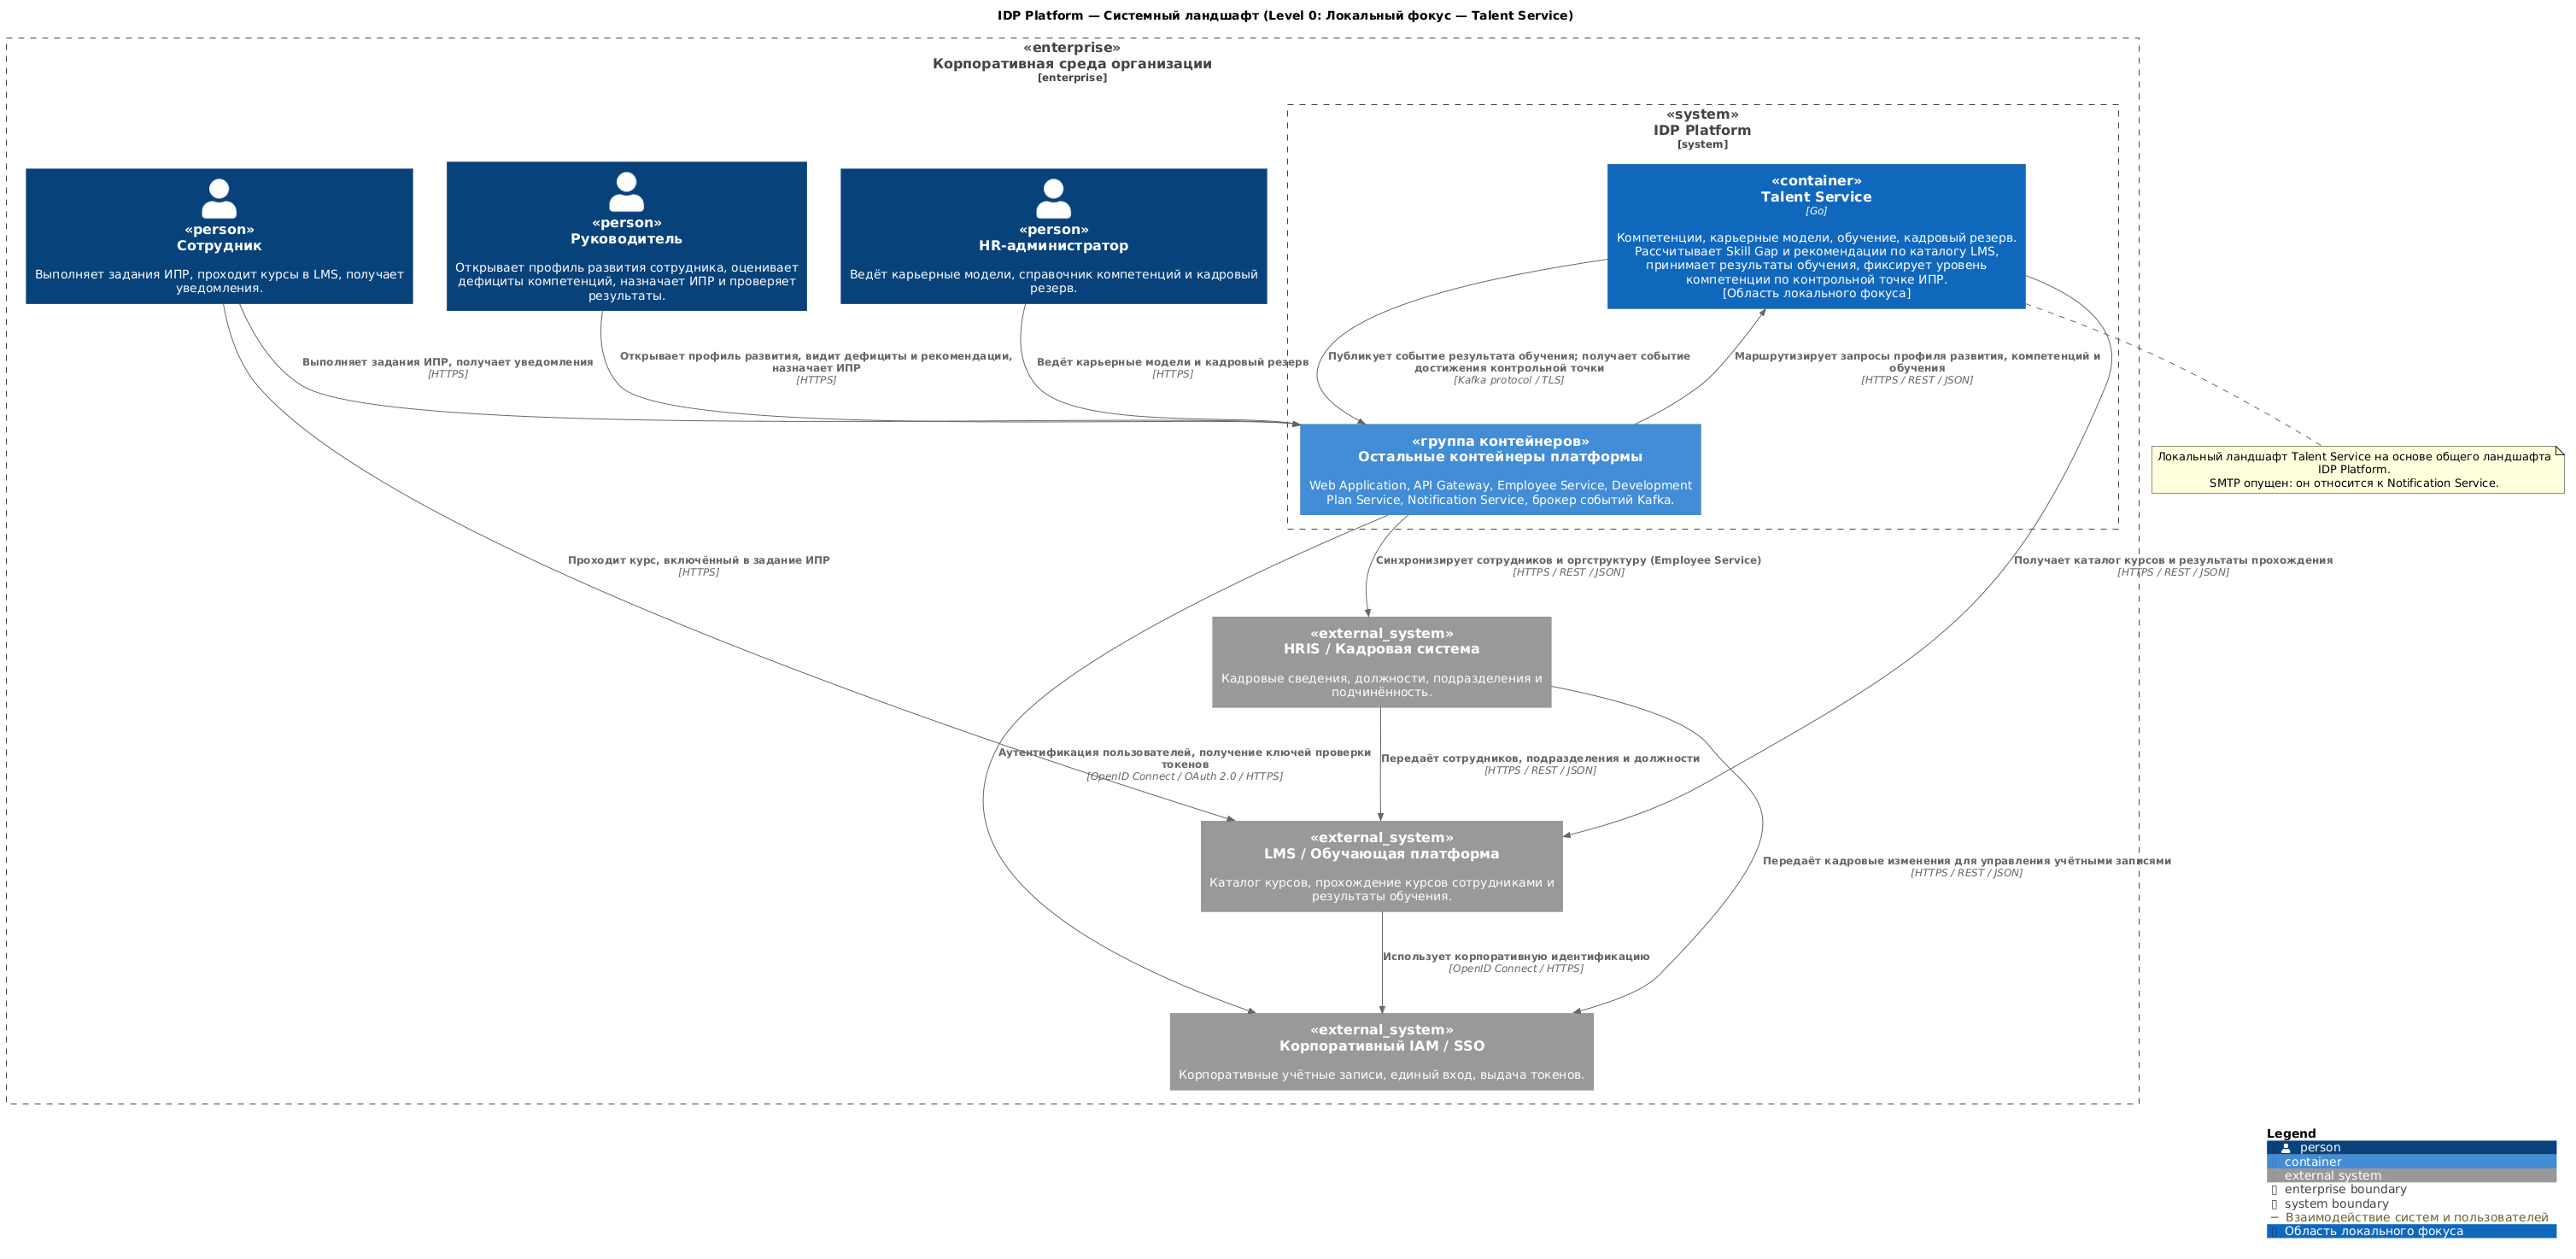 IDP Platform — Системный ландшафт (Level 0: Локальный фокус — Talent Service)
«enterprise»
Корпоративная среда организации
[enterprise]
«system»
IDP Platform
[system]
«person»
Сотрудник
Выполняет задания ИПР, проходит курсы в LMS, получает
уведомления.
«person»
Руководитель
Открывает профиль развития сотрудника, оценивает
дефициты компетенций, назначает ИПР и проверяет
результаты.
«person»
HR-администратор
Ведёт карьерные модели, справочник компетенций и кадровый
резерв.
«container»
Talent Service
[Go]
Компетенции, карьерные модели, обучение, кадровый резерв.
Рассчитывает Skill Gap и рекомендации по каталогу LMS,
принимает результаты обучения, фиксирует уровень
компетенции по контрольной точке ИПР.
[Область локального фокуса]
Выполняет задания ИПР, получает уведомления
[HTTPS]
Открывает профиль развития, видит дефициты и рекомендации,
назначает ИПР
[HTTPS]
Ведёт карьерные модели и кадровый резерв
[HTTPS]
Публикует событие результата обучения; получает событие
достижения контрольной точки
[Kafka protocol / TLS]
Маршрутизирует запросы профиля развития, компетенций и
обучения
[HTTPS / REST / JSON]
«группа контейнеров»
Остальные контейнеры платформы
Web Application, API Gateway, Employee Service, Development
Plan Service, Notification Service, брокер событий Kafka.
Локальный ландшафт Talent Service на основе общего ландшафта
IDP Platform.
SMTP опущен: он относится к Notification Service.
Проходит курс, включённый в задание ИПР
[HTTPS]
Синхронизирует сотрудников и оргструктуру (Employee Service)
[HTTPS / REST / JSON]
Получает каталог курсов и результаты прохождения
[HTTPS / REST / JSON]
«external_system»
HRIS / Кадровая система
Кадровые сведения, должности, подразделения и
подчинённость.
Аутентификация пользователей, получение ключей проверки
токенов
[OpenID Connect / OAuth 2.0 / HTTPS]
Передаёт сотрудников, подразделения и должности
[HTTPS / REST / JSON]
«external_system»
LMS / Обучающая платформа
Каталог курсов, прохождение курсов сотрудниками и
результаты обучения.
Передаёт кадровые изменения для управления учётными записями
[HTTPS / REST / JSON]
Использует корпоративную идентификацию
[OpenID Connect / HTTPS]
«external_system»
Корпоративный IAM / SSO
Корпоративные учётные записи, единый вход, выдача токенов.
Legend
person
container
external system
enterprise boundary
system boundary
Взаимодействие систем и пользователей
Область локального фокуса